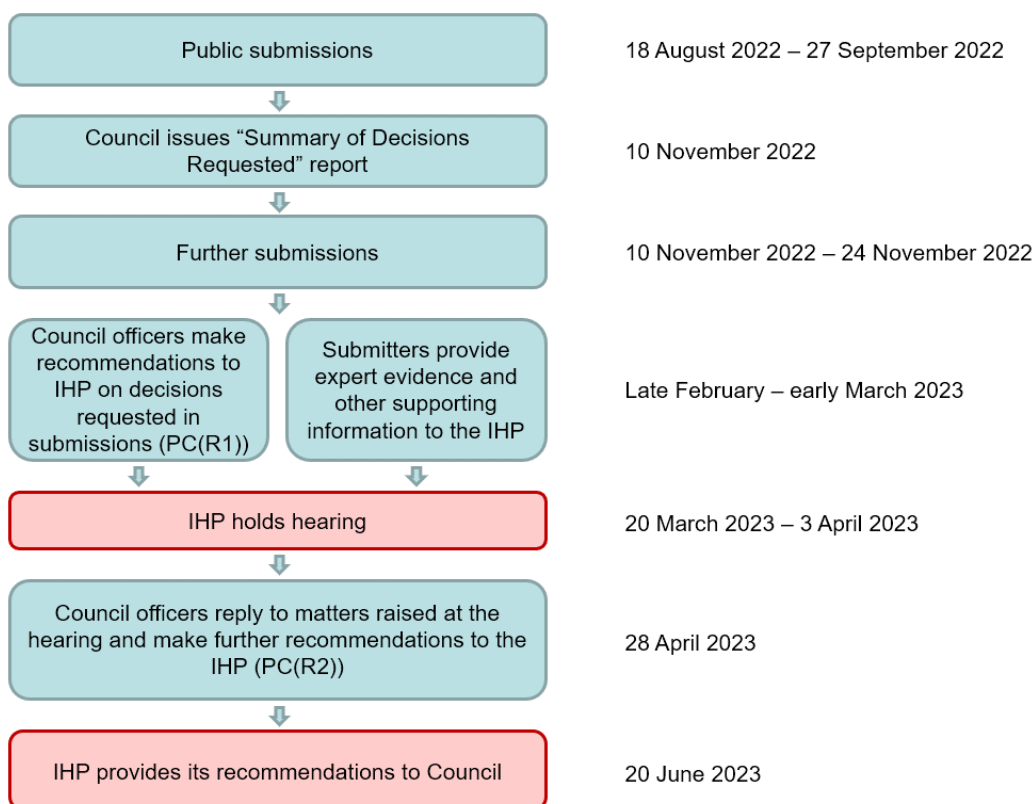 Public submissions
18 August 2022 – 27 September 2022
Council issues “Summary of Decisions
Requested” report
10 November 2022
Further submissions
10 November 2022 – 24 November 2022
Council officers make
recommendations to
IHP on decisions
requested in
submissions (PC(R1))
Submitters provide
expert evidence and
other supporting
information to the IHP
Late February – early March 2023
IHP holds hearing
20 March 2023 – 3 April 2023
Council officers reply to matters raised at the
hearing and make further recommendations to the
IHP (PC(R2))
28 April 2023
IHP provides its recommendations to Council
20 June 2023